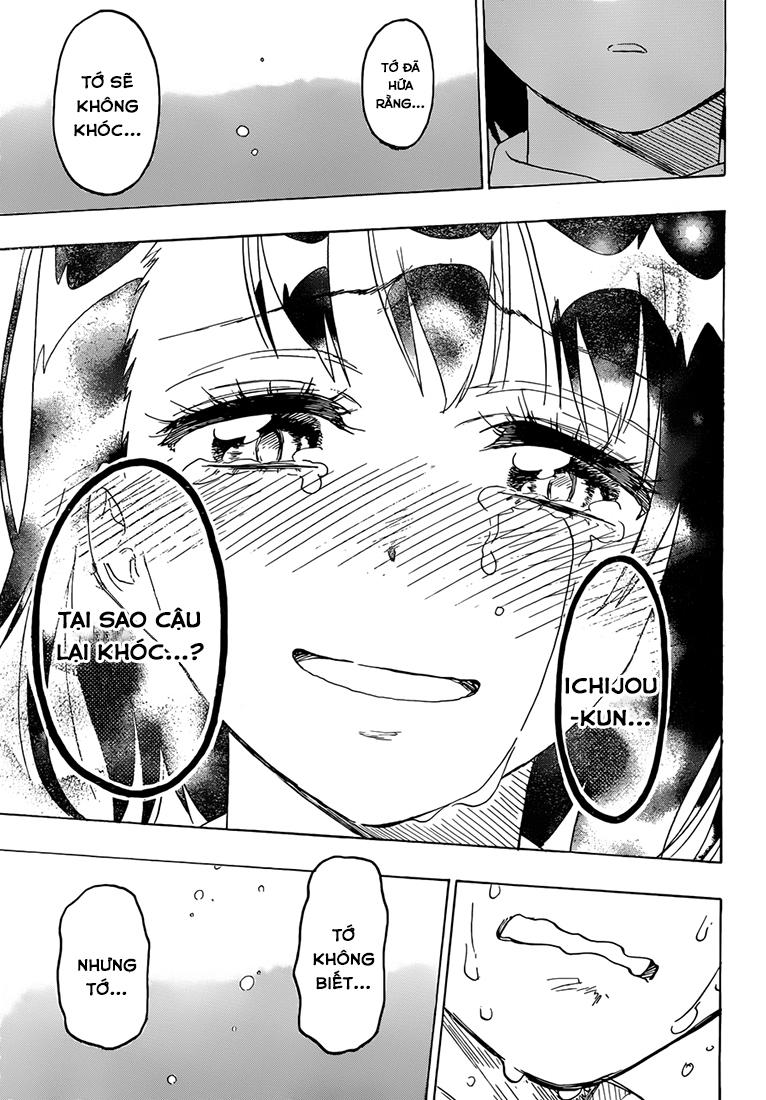 TỚ ĐÃ
HỨA
RẰNG...
TỚ SẼ
KHÔNG
KHÓC...
ICHIJOU
-KUN...
TẠI SAO CẬU
LẠI KHÓC...?
TỚ
KHÔNG
BIẾT...
NHƯNG
TỚ...